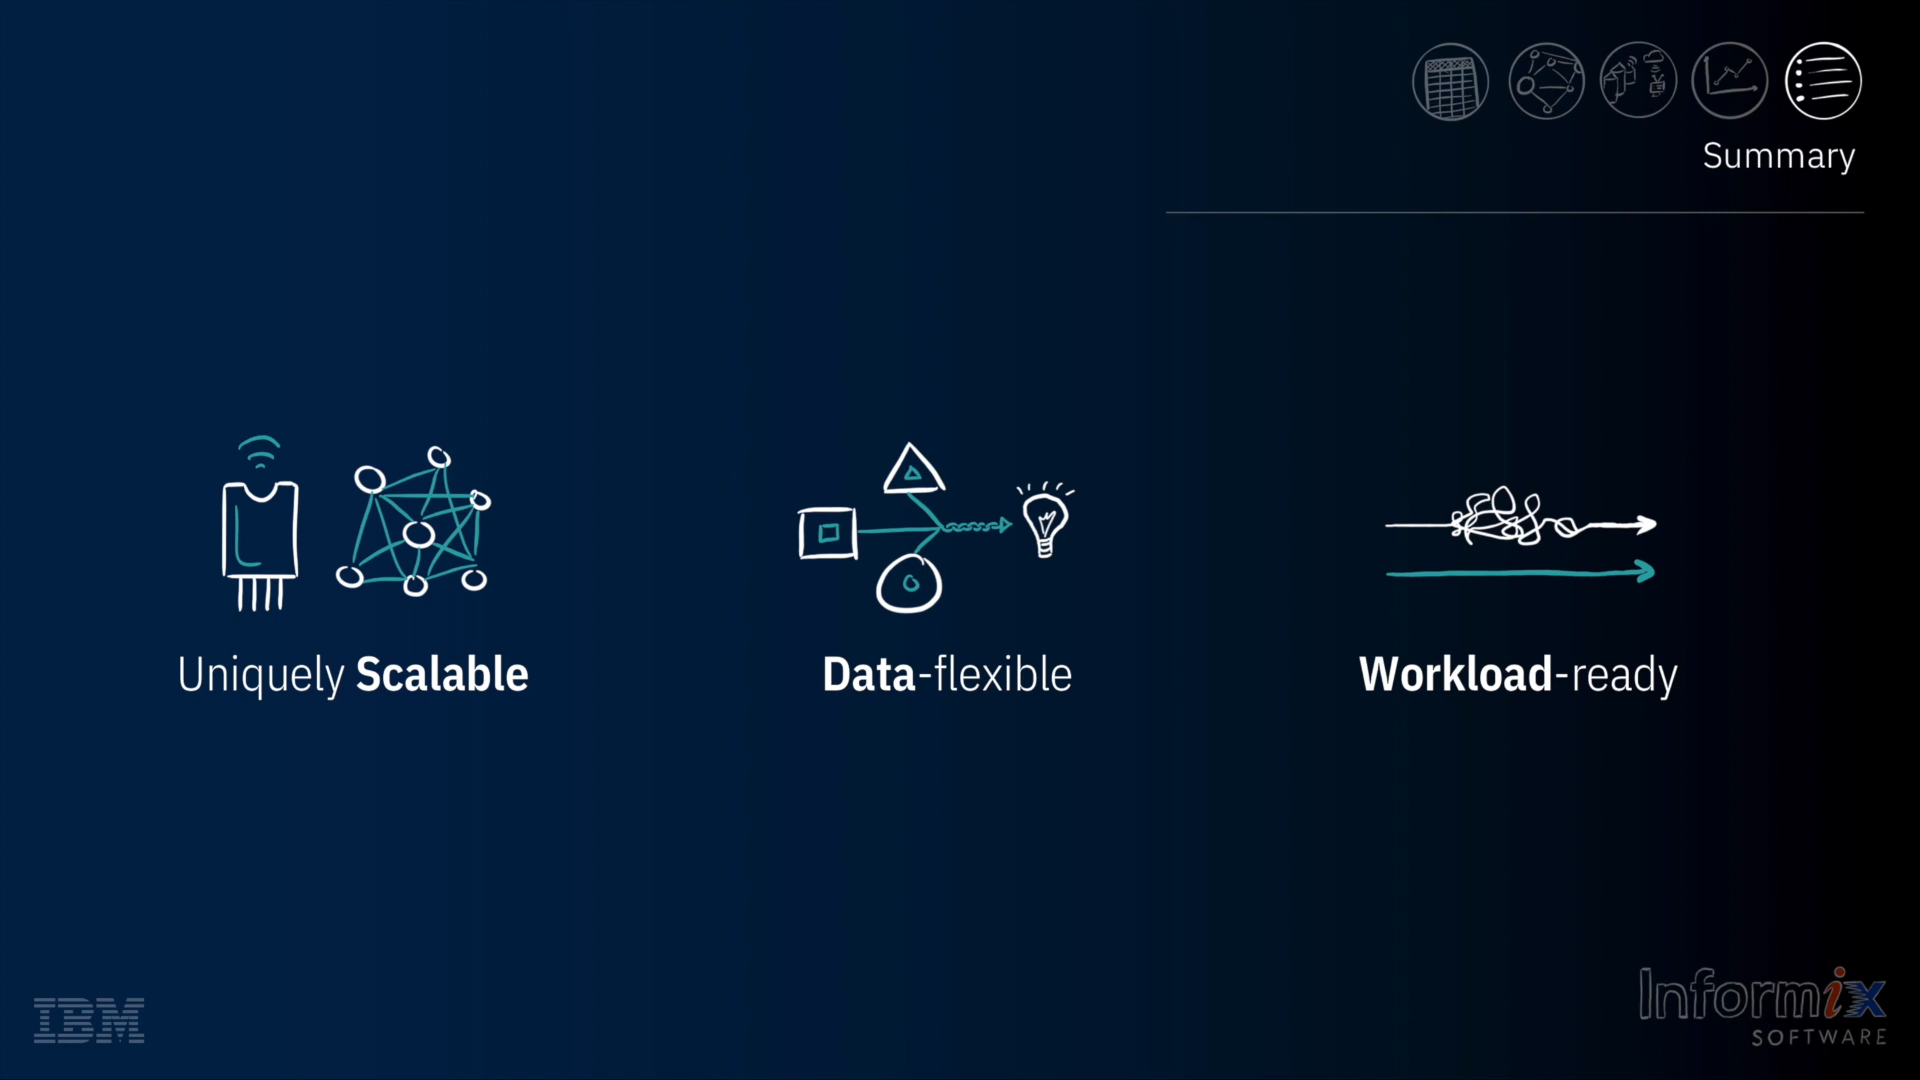 Summary
Uniquely Scalable
Data-flexible
Workload-ready
IBM
Informix
SOFTWARE